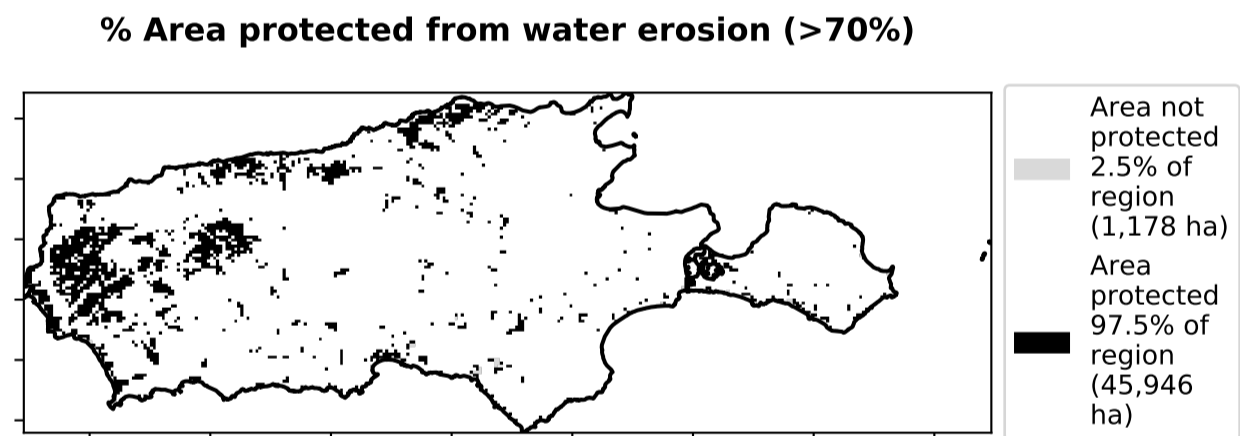 % Area protected from water erosion (>70%)
Area not
protected
2.5% of
region
(1,178 ha)
Area
protected
97.5% of
region
(45,946
ha)